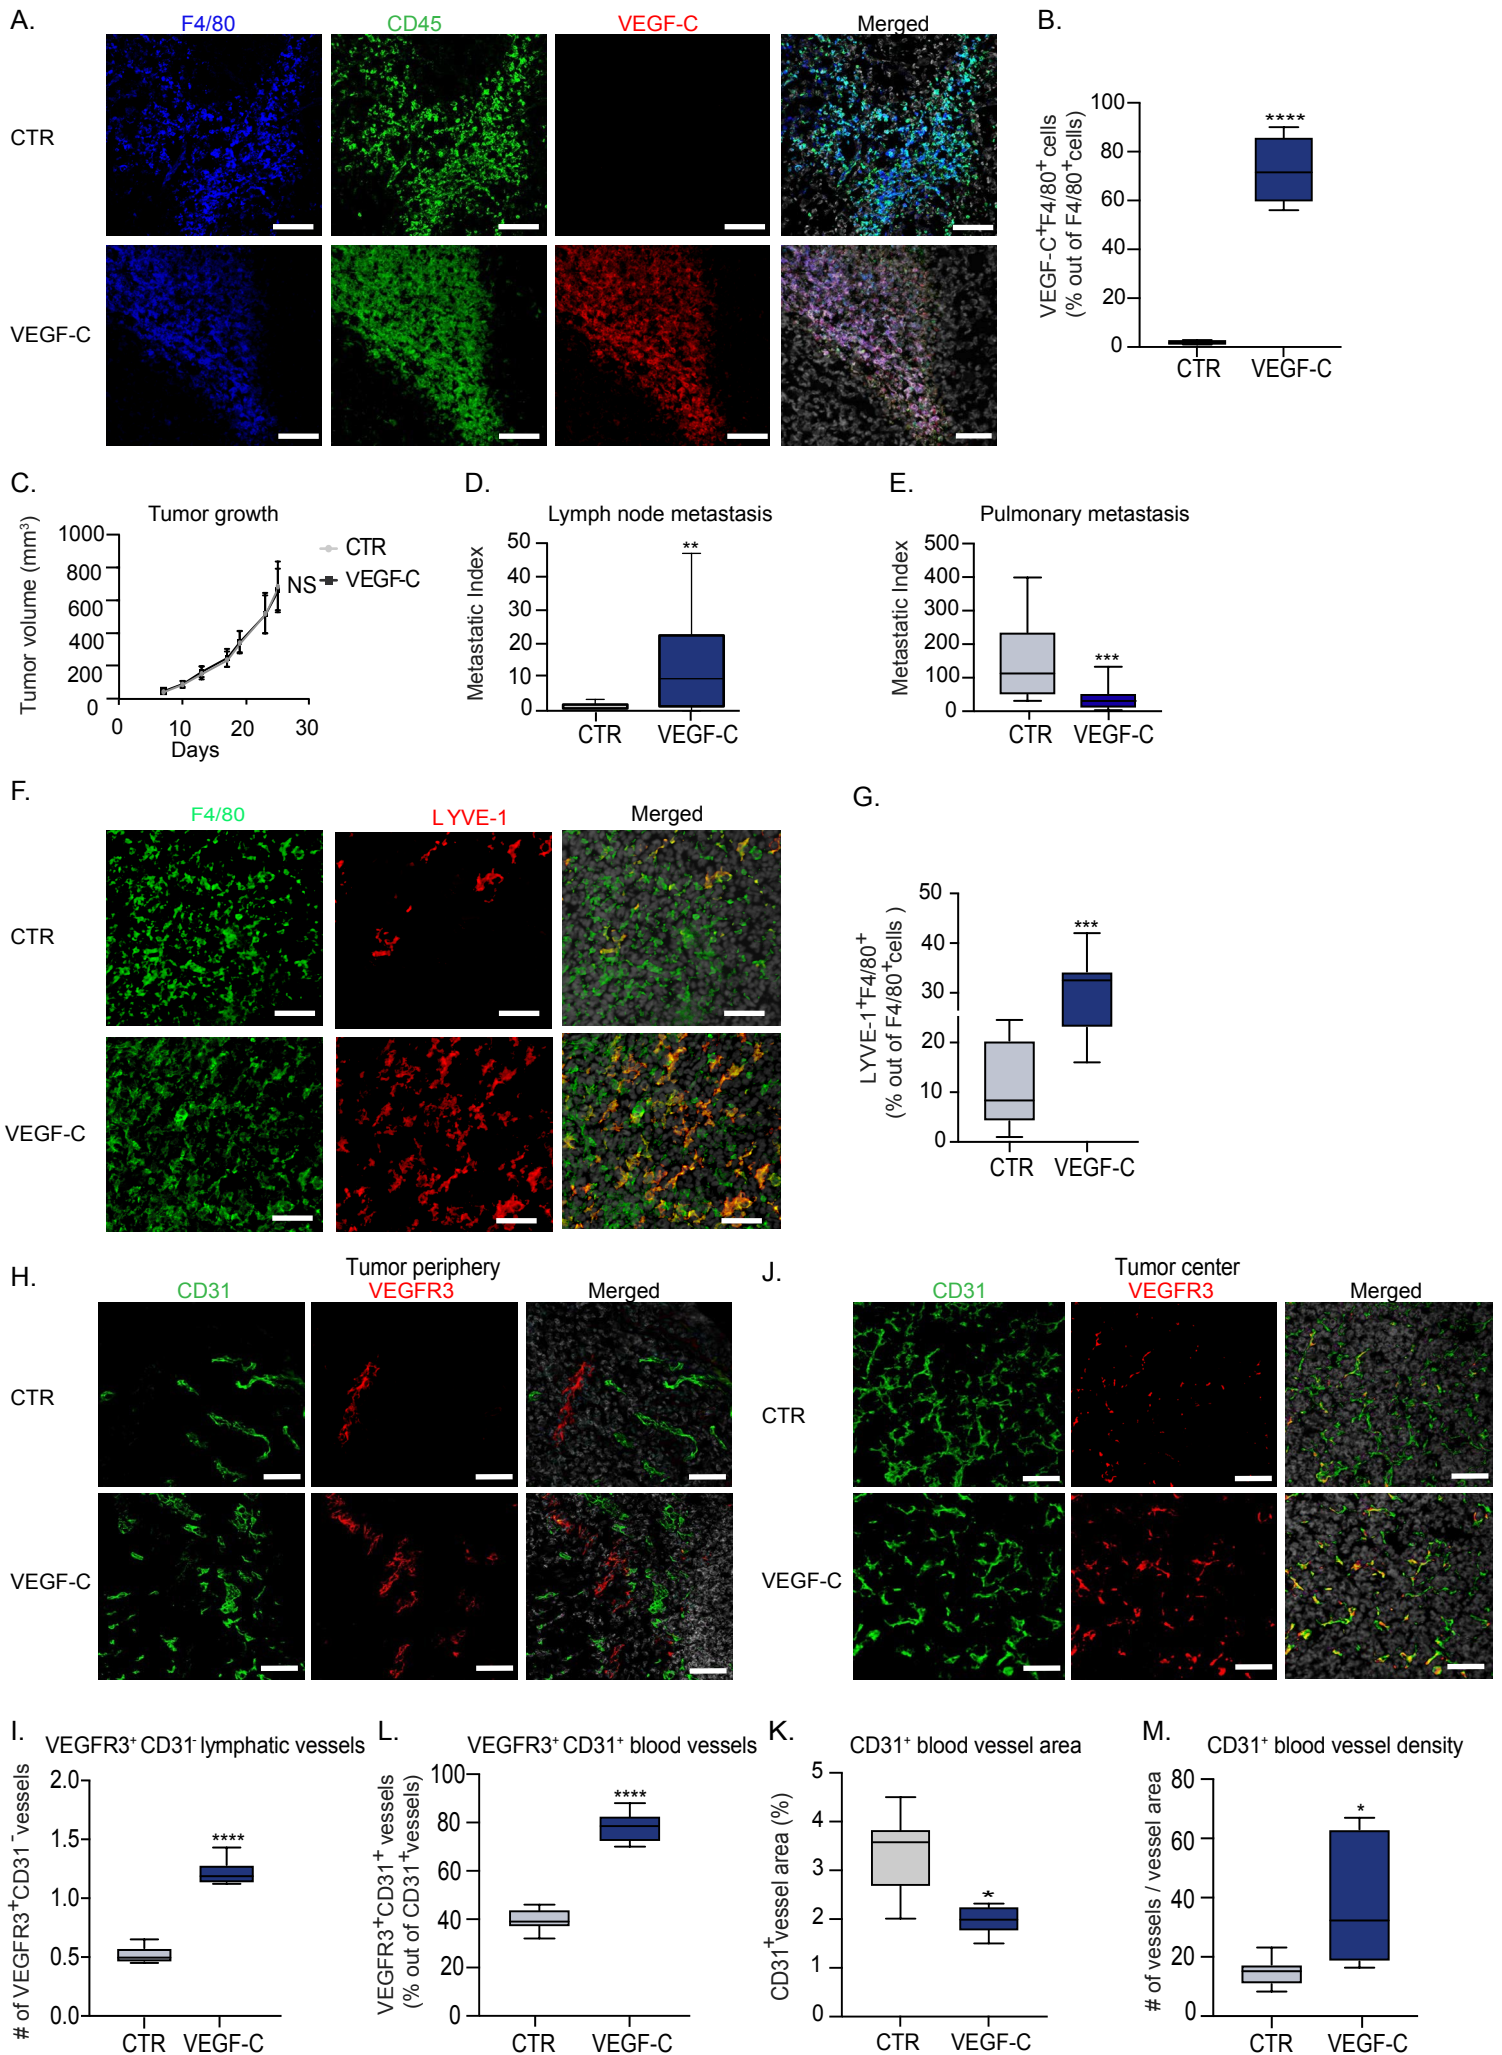 A.
F4/80 CD45 VEGF-C Merged
CTR
VEGF-C
B.
VEGF-C+F4/80+cells
(% out of F4/80+cells)
100
80
60
40
20
0
****
CTR VEGF-C
C.
Tumor growth
Tumor volume (mm³)
1000
800
600
400
200
0
0 10 20 30
Days
NS
CTR
VEGF-C
D.
Lymph node metastasis
Metastatic Index
50
40
30
20
10
0
**
CTR VEGF-C
E.
Pulmonary metastasis
Metastatic Index
500
400
300
200
100
0
***
CTR VEGF-C
F.
F4/80 LYVE-1 Merged
CTR
VEGF-C
G.
LYVE-1+F4/80+
(% out of F4/80+cells )
50
40
30
20
10
0
***
CTR VEGF-C
H.
Tumor periphery
CD31 VEGFR3 Merged
CTR
VEGF-C
J.
Tumor center
CD31 VEGFR3 Merged
CTR
VEGF-C
I.
VEGFR3+ CD31- lymphatic vessels
# of VEGFR3+CD31- vessels
2.0
1.5
1.0
0.5
0.0
****
CTR VEGF-C
L.
VEGFR3+ CD31+ blood vessels
VEGFR3+CD31+ vessels
(% out of CD31+vessels)
100
80
60
40
20
0
****
CTR VEGF-C
K.
CD31+ blood vessel area
CD31+vessel area (%)
5
4
3
2
1
0
*
CTR VEGF-C
M.
CD31+ blood vessel density
# of vessels / vessel area
80
60
40
20
0
*
CTR VEGF-C